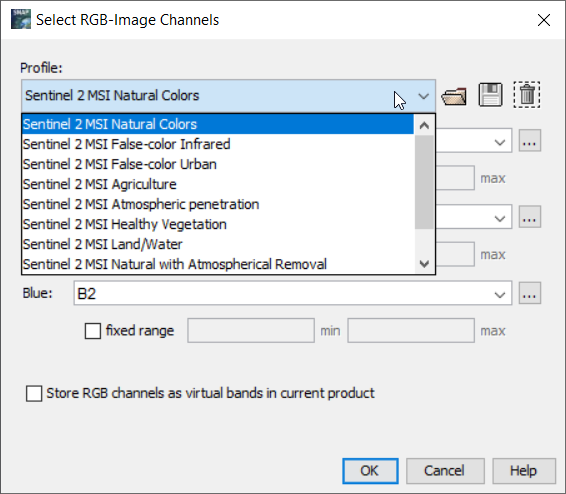 Select RGB-Image Channels
Profile:
Sentinel 2 MSI Natural Colors
Sentinel 2 MSI Natural Colors
Sentinel 2 MSI False-color Infrared
Sentinel 2 MSI False-color Urban
Sentinel 2 MSI Agriculture
max
Sentinel 2 MSI Atmospheric penetration
Sentinel 2 MSI Healthy Vegetation
Sentinel 2 MSI Land/Water
max
Sentinel 2 MSI Natural with Atmospherical Removal
Blue: B2 ...
fixed range min max
Store RGB channels as virtual bands in current product
OK Cancel Help